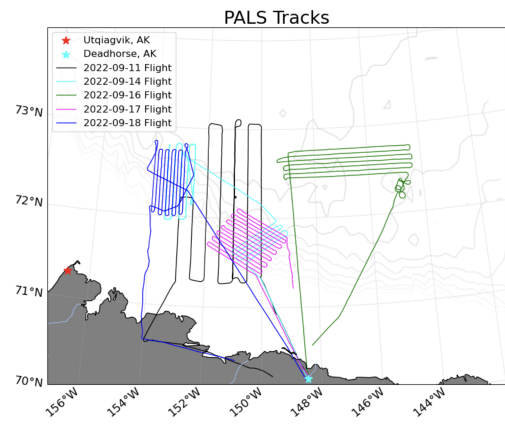 PALS Tracks
Utqiagvik, AK
Deadhorse, AK
2022-09-11 Flight
2022-09-14 Flight
2022-09-16 Flight
2022-09-17 Flight
2022-09-18 Flight
73°N
72°N
71°N
70°N
156°W 154°W 152°W 150°W 148°W 146°W 144°W